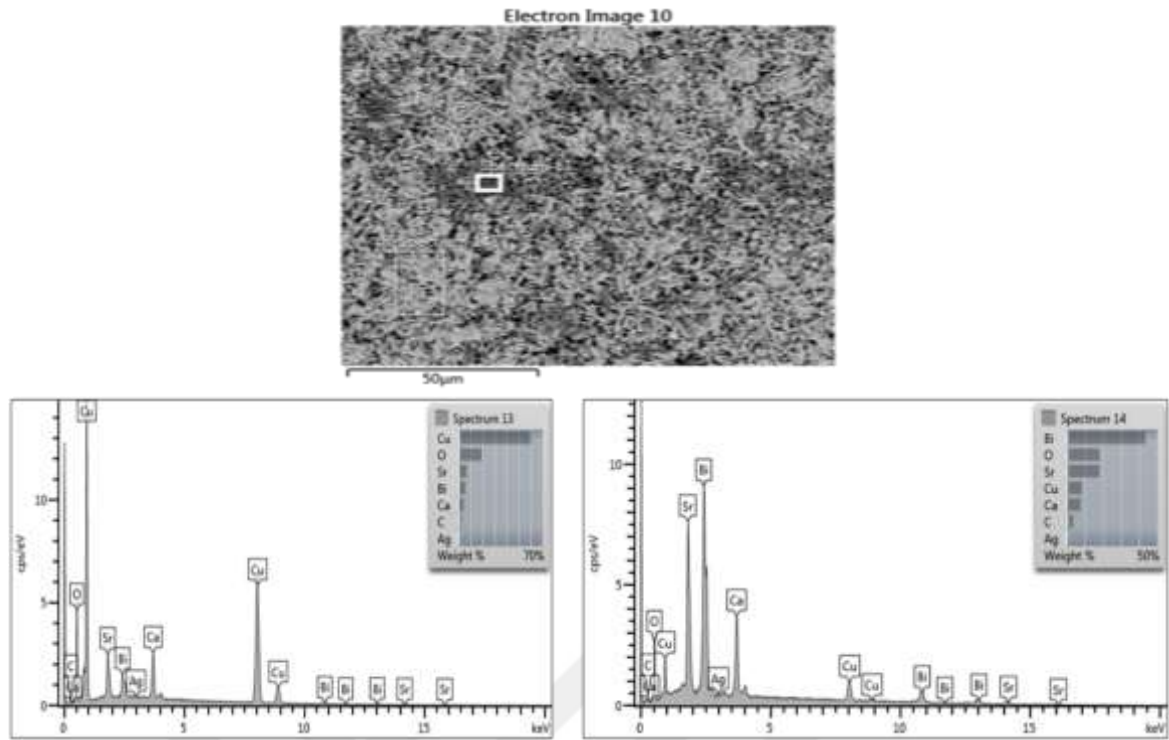 Electron Image 10
50μm
Spectrum 13
Cu
O
Sr
Bi
Ca
C
Ag
Weight % 70%
cps/eV
10
5
0
Cu
O
C
Ca
Sr
Bi
Ag
Ca
Cu
Cu
Bi
Bi
Bi
Sr
Sr
0 5 10 15 keV
Spectrum 14
Bi
O
Sr
Cu
Ca
C
Ag
Weight % 50%
cps/eV
10
5
0
C
O
Cu
Sr
Bi
Ag
Ca
Cu
Cu
Bi
Bi
Bi
Sr
Sr
0 5 10 15 keV